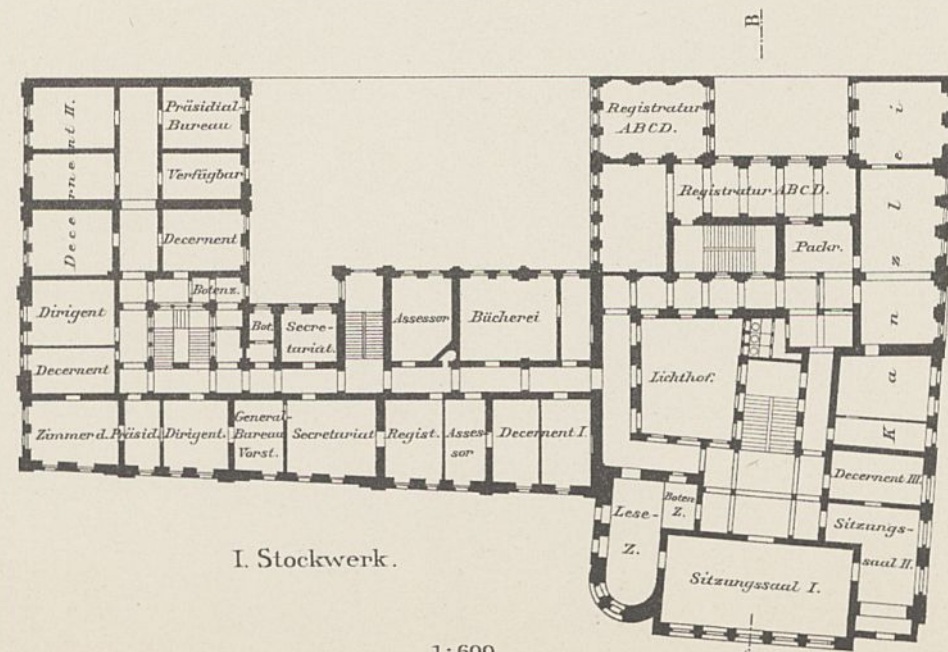 B
Decernent II.
Präsidial-
Bureau
Verfügbar
Decernent
Botenz.
Dirigent
Decernent
Bot.
Secre-
tariat.
Assessor
Bücherei
Registratur
A B C D.
Registratur A B C D.
Packr.
Kanzlei
Lichthof.
Zimmer d. Präsid.
Dirigent.
General-
Bureau
Vorst.
Secretariat
Regist.
Asses-
sor
Decernent I.
Decernent III.
Lese-
Z.
Boten
Z.
Sitzungs-
saal II.
Sitzungssaal I.
I. Stockwerk.
1:600